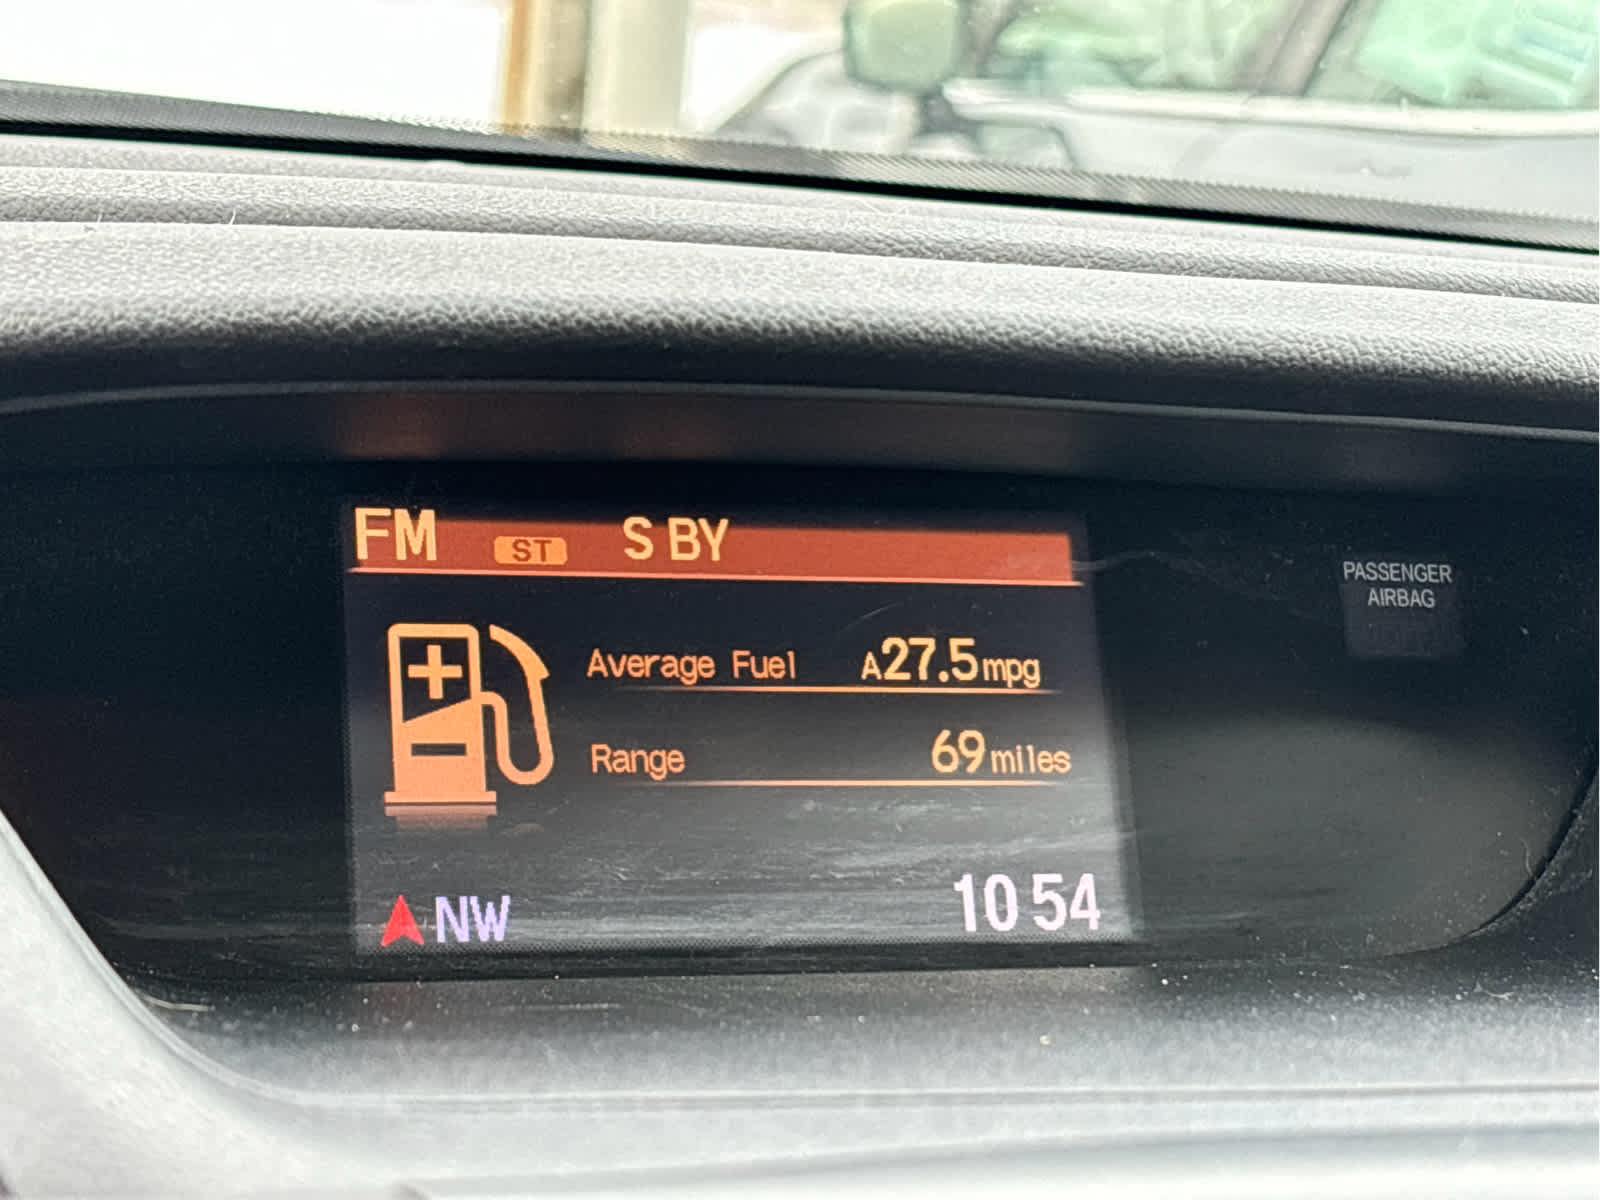 FM ST S BY
PASSENGER
AIRBAG
Average Fuel A27.5mpg
Range 69miles
NW 10 54